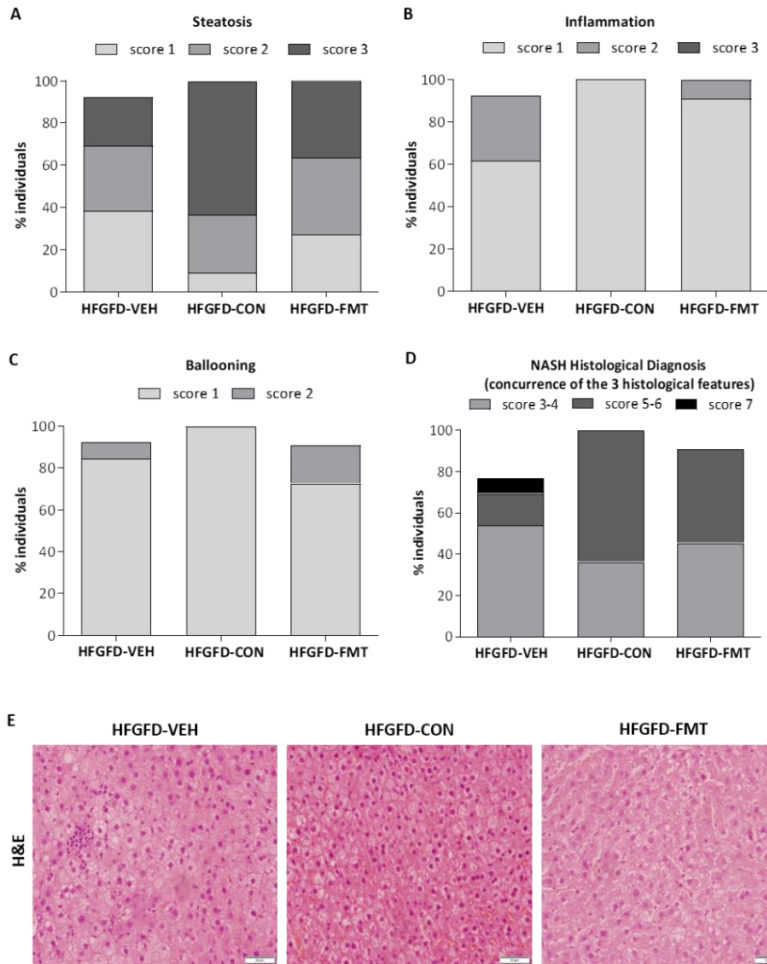 A
Steatosis
score 1 score 2 score 3
% individuals
100
80
60
40
20
0
HFGFD-VEH HFGFD-CON HFGFD-FMT
B
Inflammation
score 1 score 2 score 3
% individuals
100
80
60
40
20
0
HFGFD-VEH HFGFD-CON HFGFD-FMT
C
Ballooning
score 1 score 2
% individuals
100
80
60
40
20
0
HFGFD-VEH HFGFD-CON HFGFD-FMT
D
NASH Histological Diagnosis
(concurrence of the 3 histological features)
score 3-4 score 5-6 score 7
% individuals
100
80
60
40
20
0
HFGFD-VEH HFGFD-CON HFGFD-FMT
E
HFGFD-VEH HFGFD-CON HFGFD-FMT
H&E